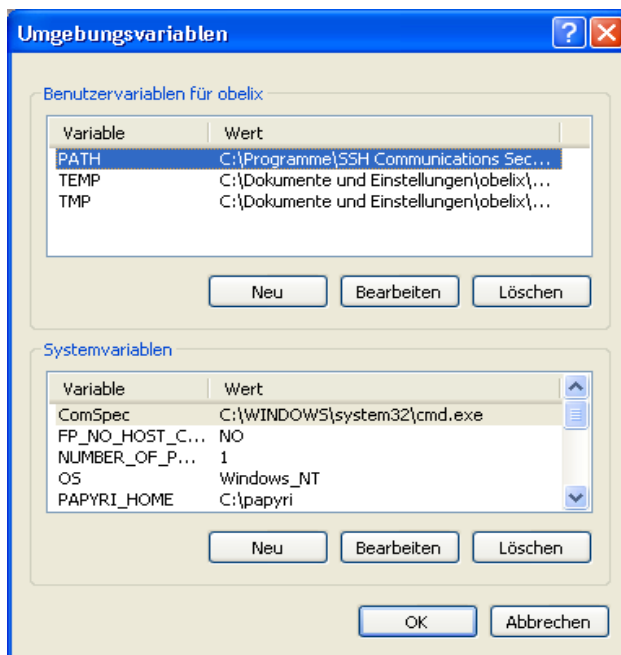 Umgebungsvariablen
Benutzervariablen für obelix
Variable Wert
PATH C:\Programme\SSH Communications Sec...
TEMP C:\Dokumente und Einstellungen\obelix\...
TMP C:\Dokumente und Einstellungen\obelix\...
Neu Bearbeiten Löschen
Systemvariablen
Variable Wert
ComSpec C:\WINDOWS\system32\cmd.exe
FP_NO_HOST_C... NO
NUMBER_OF_P... 1
OS Windows_NT
PAPYRI_HOME C:\papyri
Neu Bearbeiten Löschen
OK Abbrechen